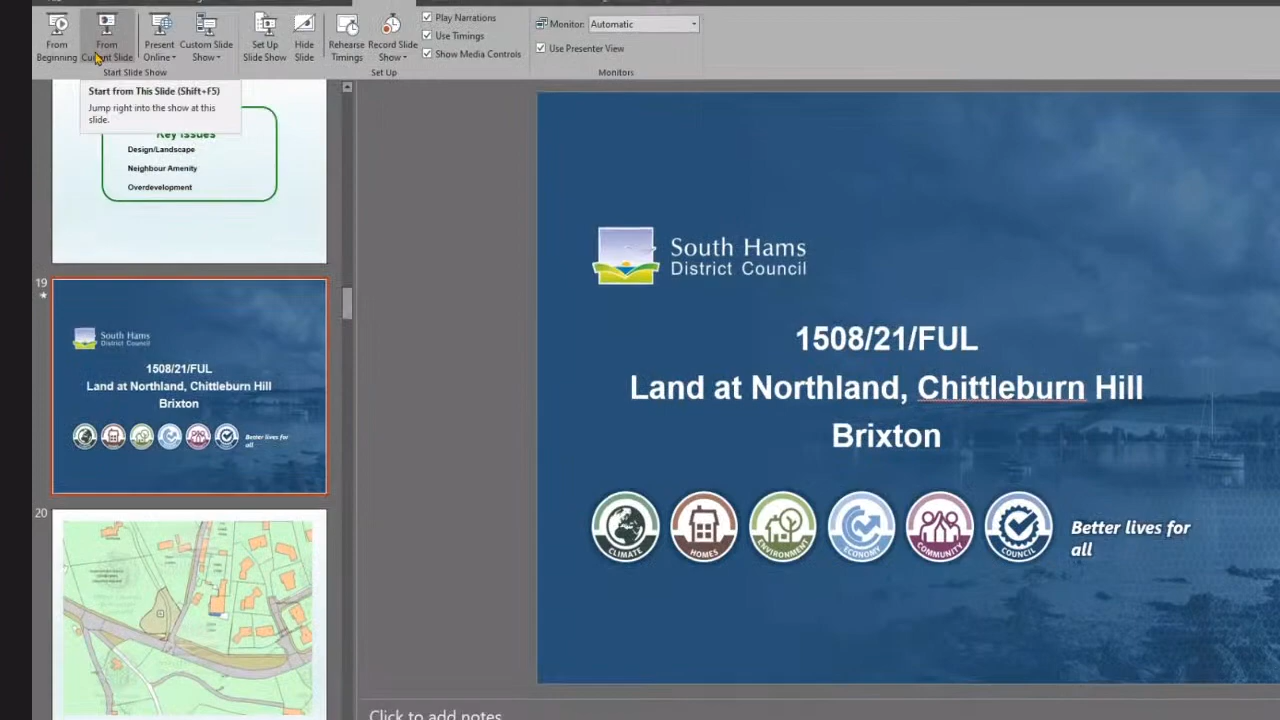 From
Beginning
From
Current Slide
Present
Online
Custom Slide
Show
Set Up
Slide Show
Hide
Slide
Rehearse
Timings
Record Slide
Show
Play Narrations
Use Timings
Show Media Controls
Monitor:
Automatic
Use Presenter View
Start Slide Show
Set Up
Monitors
Start from This Slide (Shift+F5)
Jump right into the show at this
slide.
Key Issues
Design/Landscape
Neighbour Amenity
Overdevelopment
19
South Hams
District Council
1508/21/FUL
Land at Northland, Chittleburn Hill
Brixton
Better lives for
all
20
South Hams
District Council
1508/21/FUL
Land at Northland, Chittleburn Hill
Brixton
CLIMATE
HOMES
ENVIRONMENT
ECONOMY
COMMUNITY
COUNCIL
Better lives for
all
Click to add notes